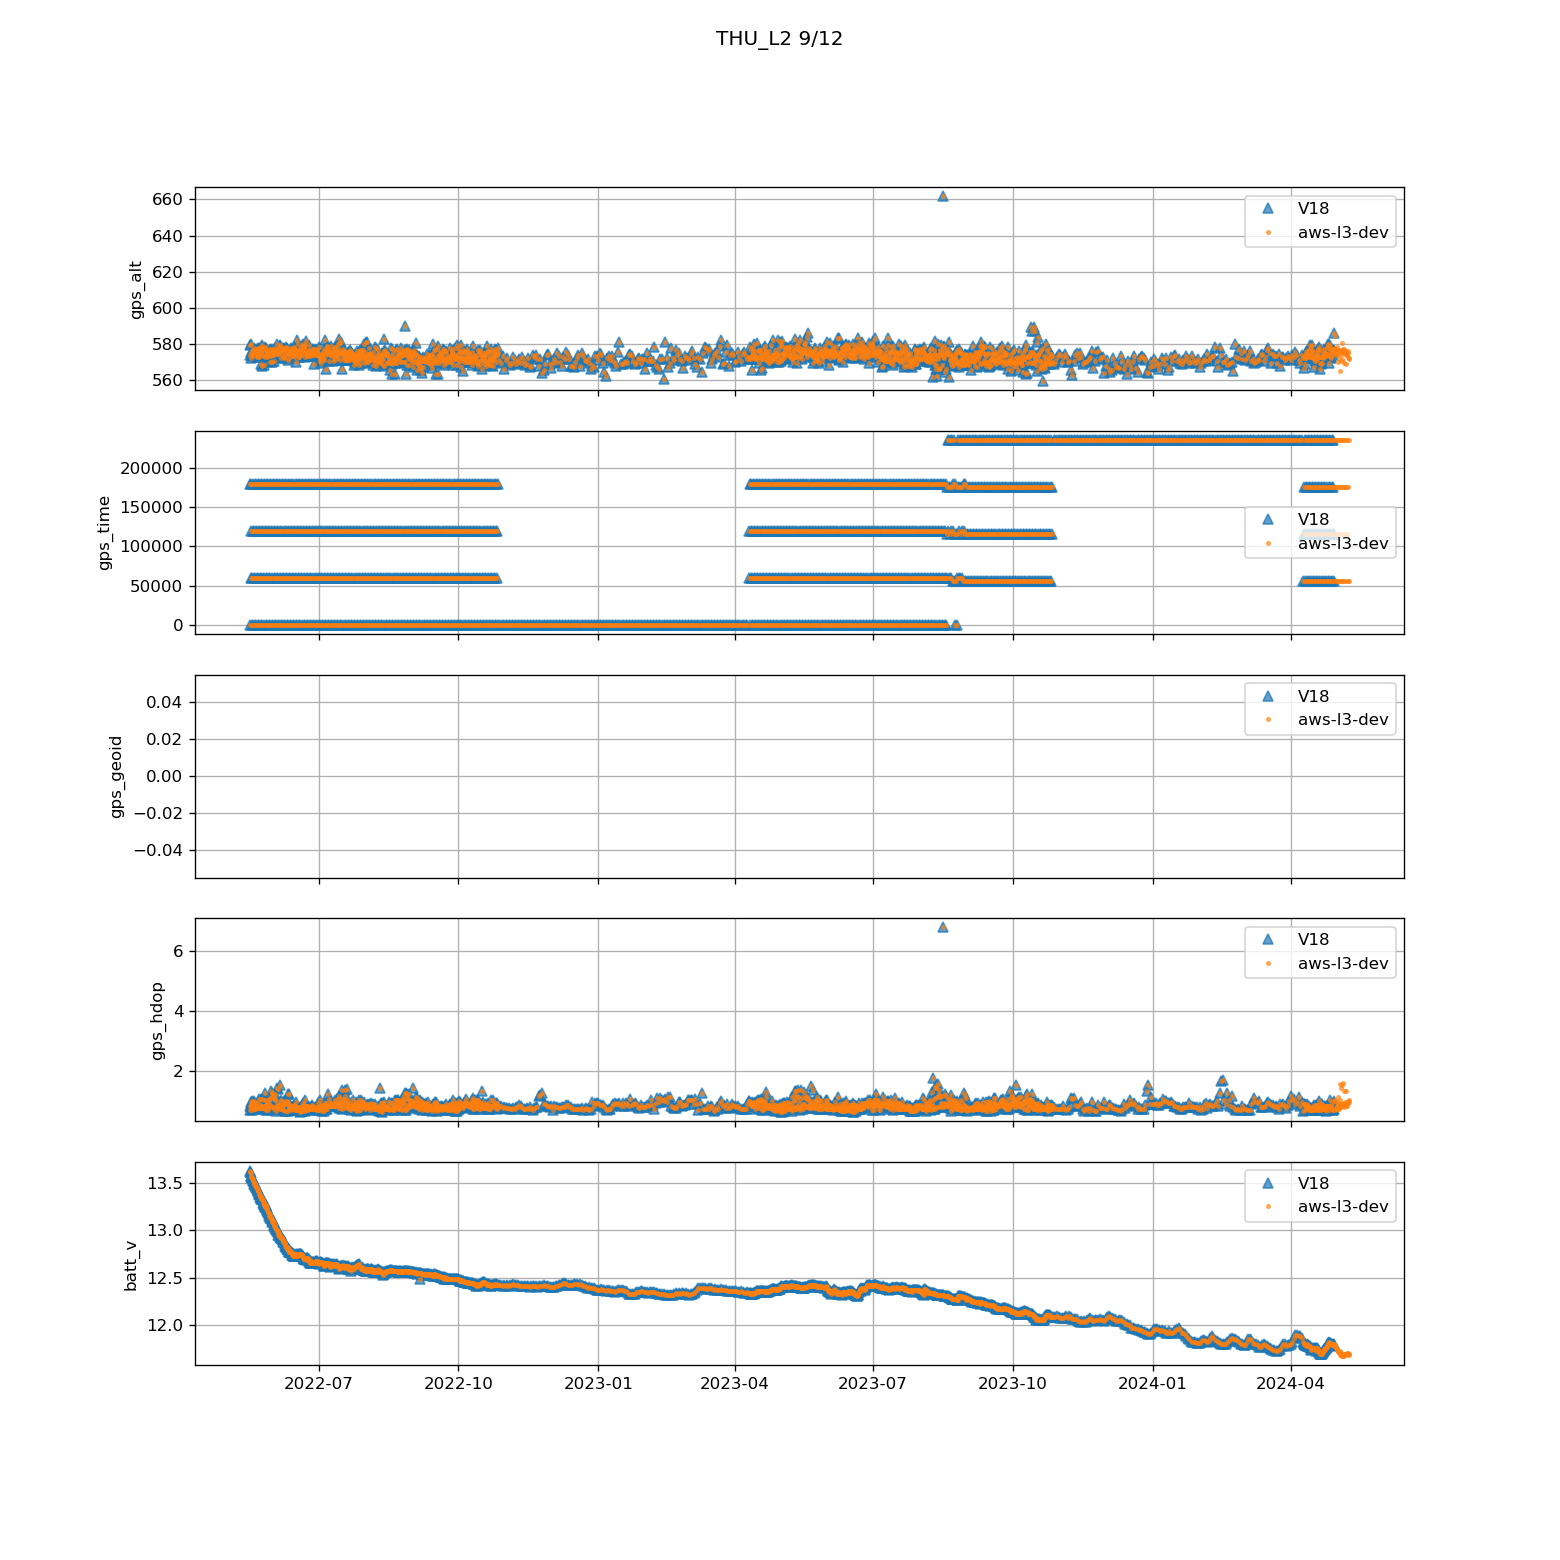 THU_L2 9/12
660
640
620
600
580
560
gps_alt
V18
aws-l3-dev
200000
150000
100000
50000
0
gps_time
V18
aws-l3-dev
0.04
0.02
0.00
−0.02
−0.04
gps_geoid
V18
aws-l3-dev
6
4
2
gps_hdop
V18
aws-l3-dev
13.5
13.0
12.5
12.0
batt_v
V18
aws-l3-dev
2022-07 2022-10 2023-01 2023-04 2023-07 2023-10 2024-01 2024-04